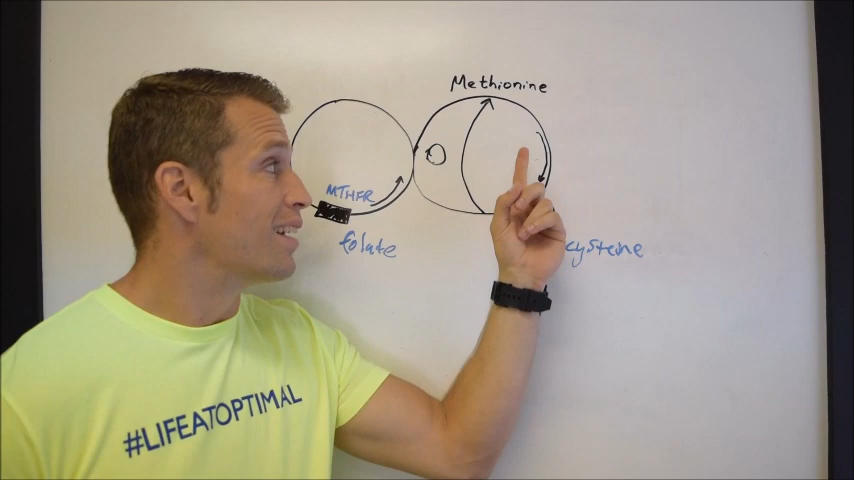 Methionine
MTHFR
folate
cysteine
#LIFEATOPTIMAL